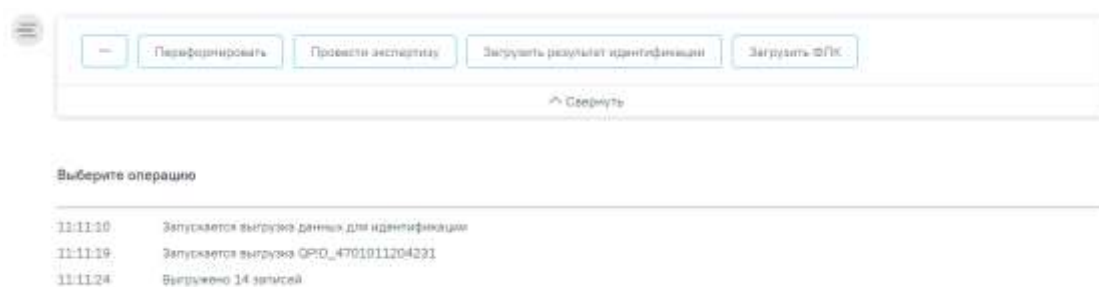 Переформировать Провести экспертизу Загрузить результат идентификации Загрузить ФЛК
Свернуть
Выберите операцию
11:11:10 Запускается выгрузка данных для идентификации
11:11:19 Запускается выгрузка QPID_4701011204231
11:11:24 Выгружено 14 записей